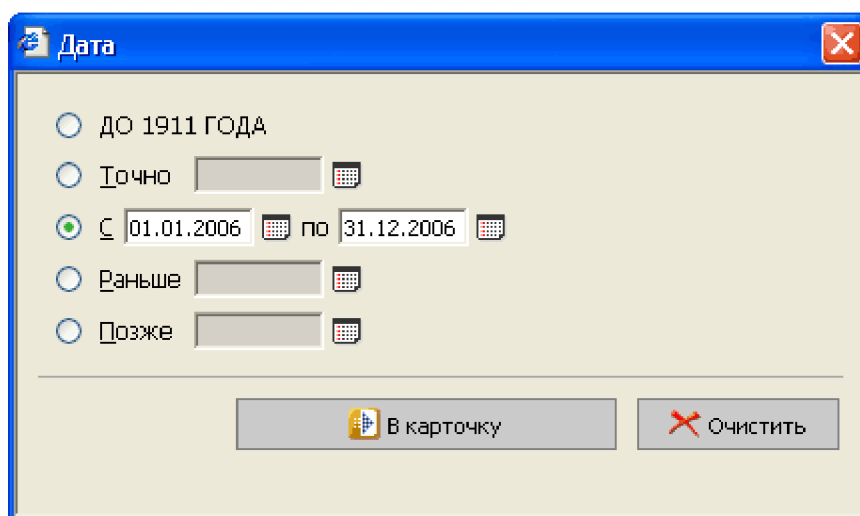 Дата
ДО 1911 ГОДА
Точно
С 01.01.2006 по 31.12.2006
Раньше
Позже
В карточку Очистить